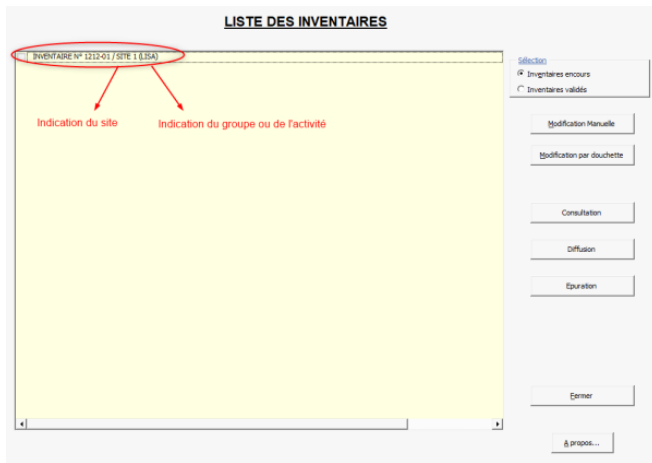 LISTE DES INVENTAIRES
INVENTAIRE N° 1212-01 / SITE 1 (LISA)
Indication du site
Indication du groupe ou de l'activité
Sélection
Inventaires encours
Inventaires validés
Modification Manuelle
Modification par douchette
Consultation
Diffusion
Epuration
Fermer
A propos...